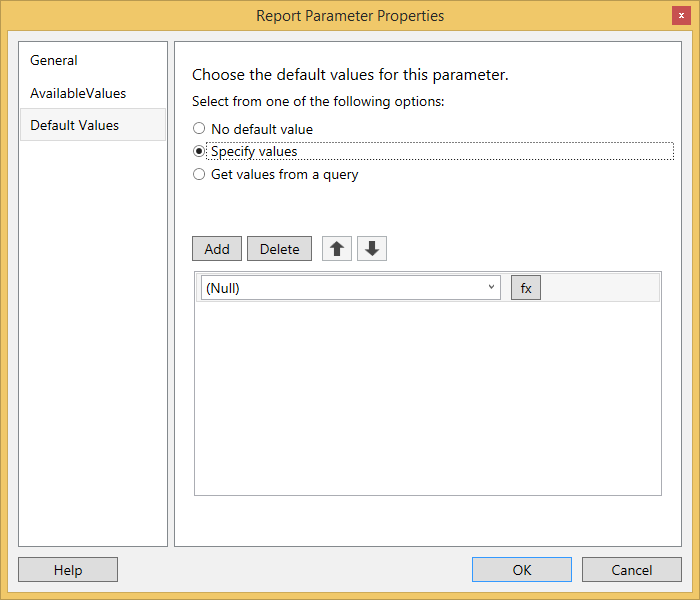 Report Parameter Properties
x
General
AvailableValues
Default Values
Choose the default values for this parameter.
Select from one of the following options:
No default value
Specify values
Get values from a query
Add Delete
(Null) fx
Help OK Cancel